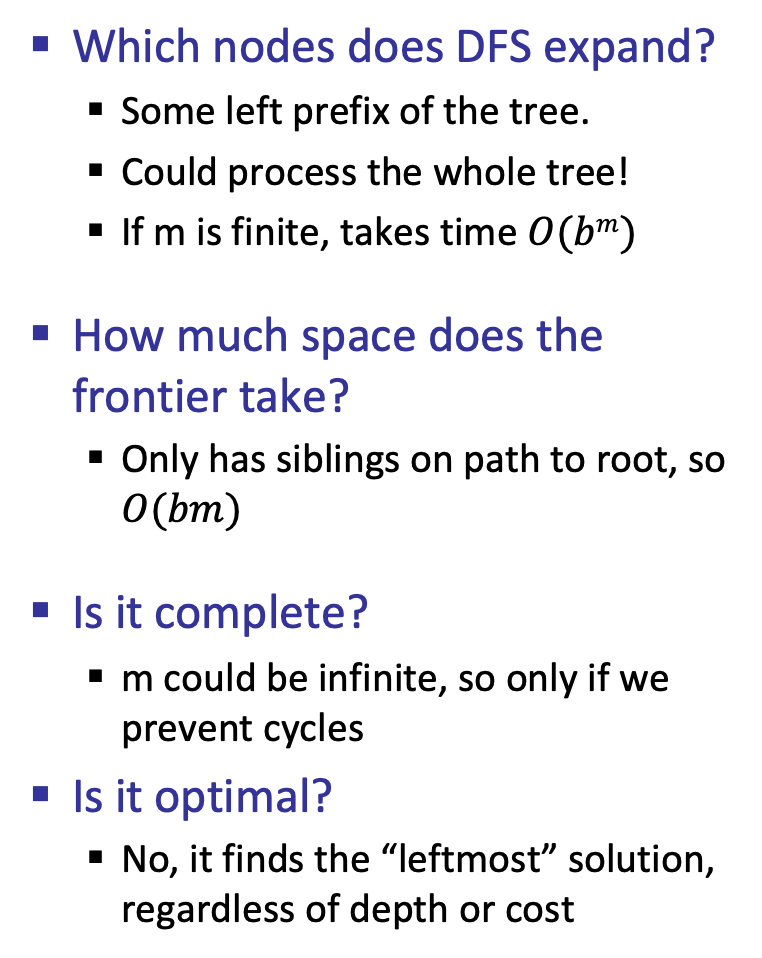 ▪ Which nodes does DFS expand?
▪ Some left prefix of the tree.
▪ Could process the whole tree!
▪ If m is finite, takes time O(bᵐ)
▪ How much space does the
frontier take?
▪ Only has siblings on path to root, so
O(bm)
▪ Is it complete?
▪ m could be infinite, so only if we
prevent cycles
▪ Is it optimal?
▪ No, it finds the “leftmost” solution,
regardless of depth or cost